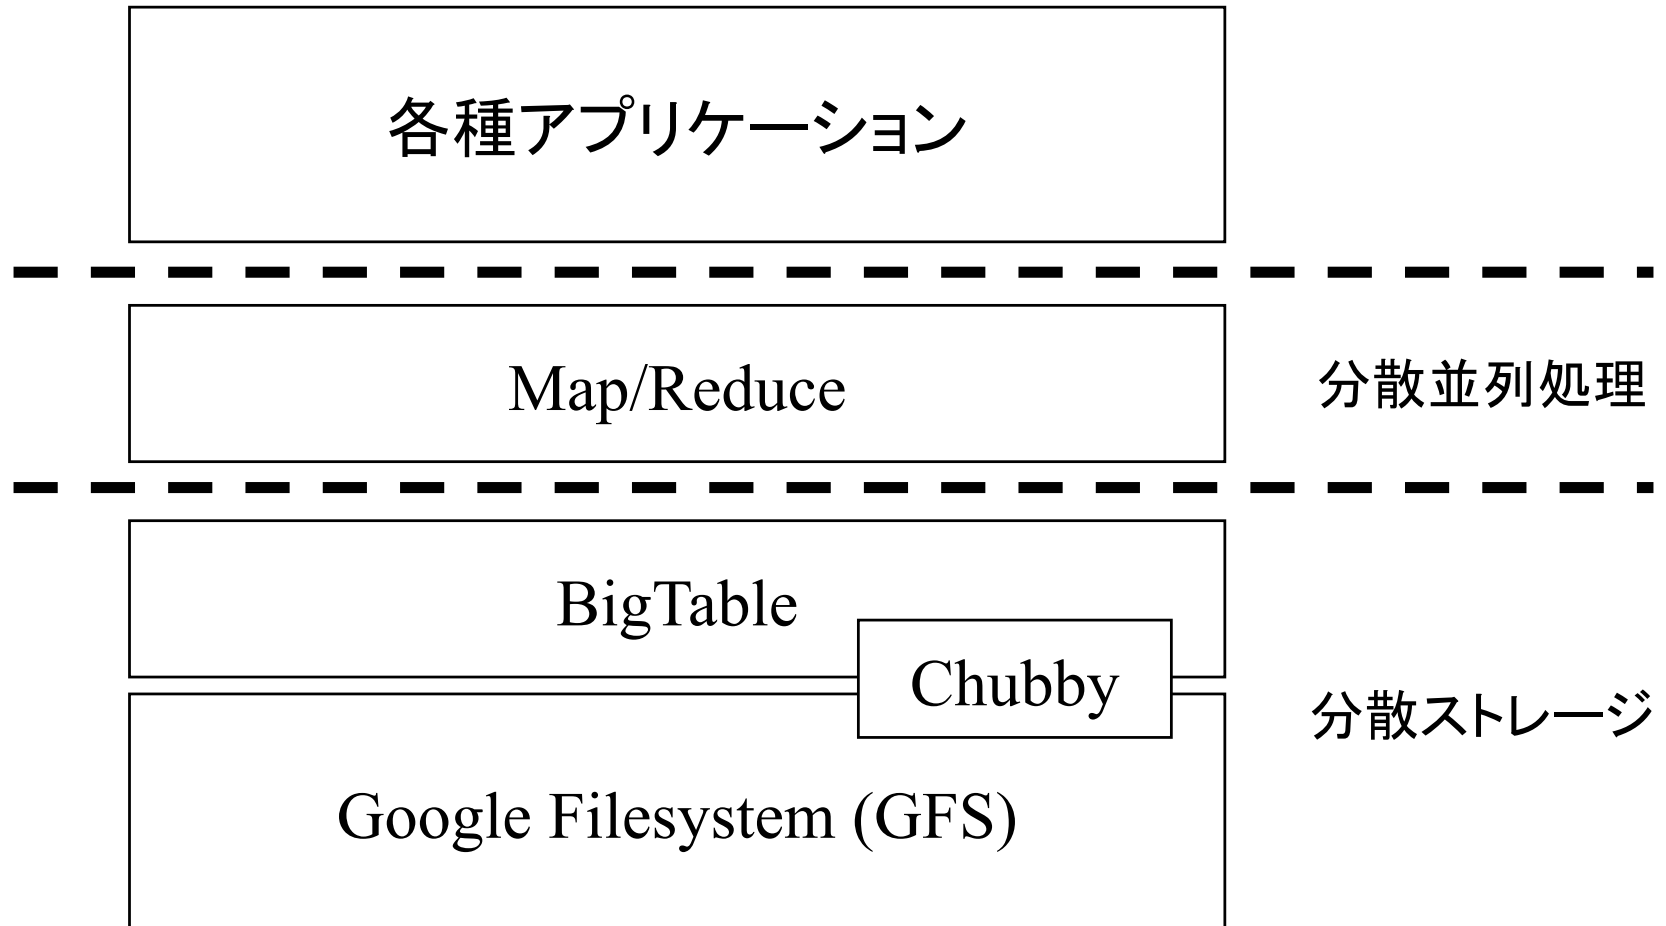 各種アプリケーション
Map/Reduce
分散並列処理
BigTable
Chubby
分散ストレージ
Google Filesystem (GFS)